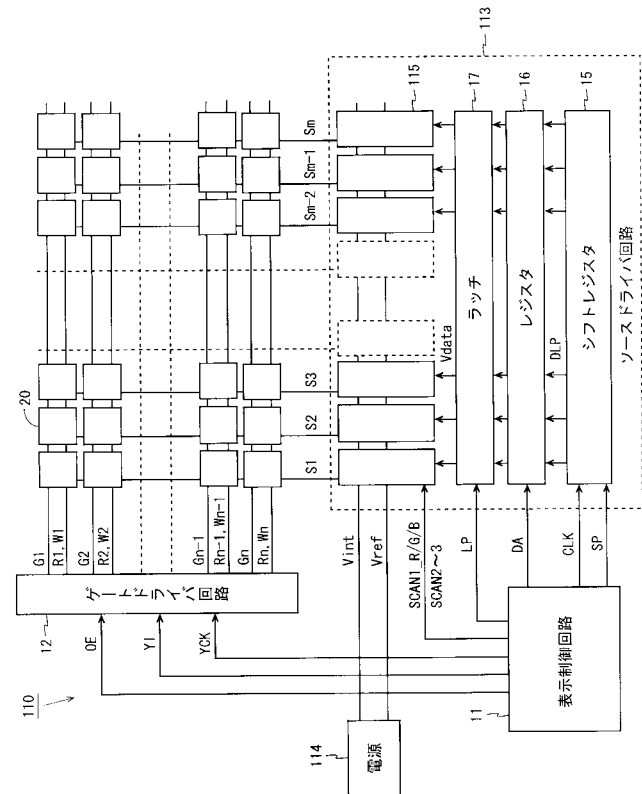 110
12
ゲートドライバ回路
OE
YI
YCK
G1
R1,W1
G2
R2,W2
Gn-1
Rn-1,Wn-1
Gn
Rn,Wn
20
S1
S2
S3
Sm-2
Sm-1
Sm
113
115
Vint
Vref
114
電源
SCAN1_R/G/B
SCAN2～3
Vdata
17
ラッチ
LP
16
レジスタ
DA
DLP
15
シフトレジスタ
CLK
SP
ソースドライバ回路
11
表示制御回路